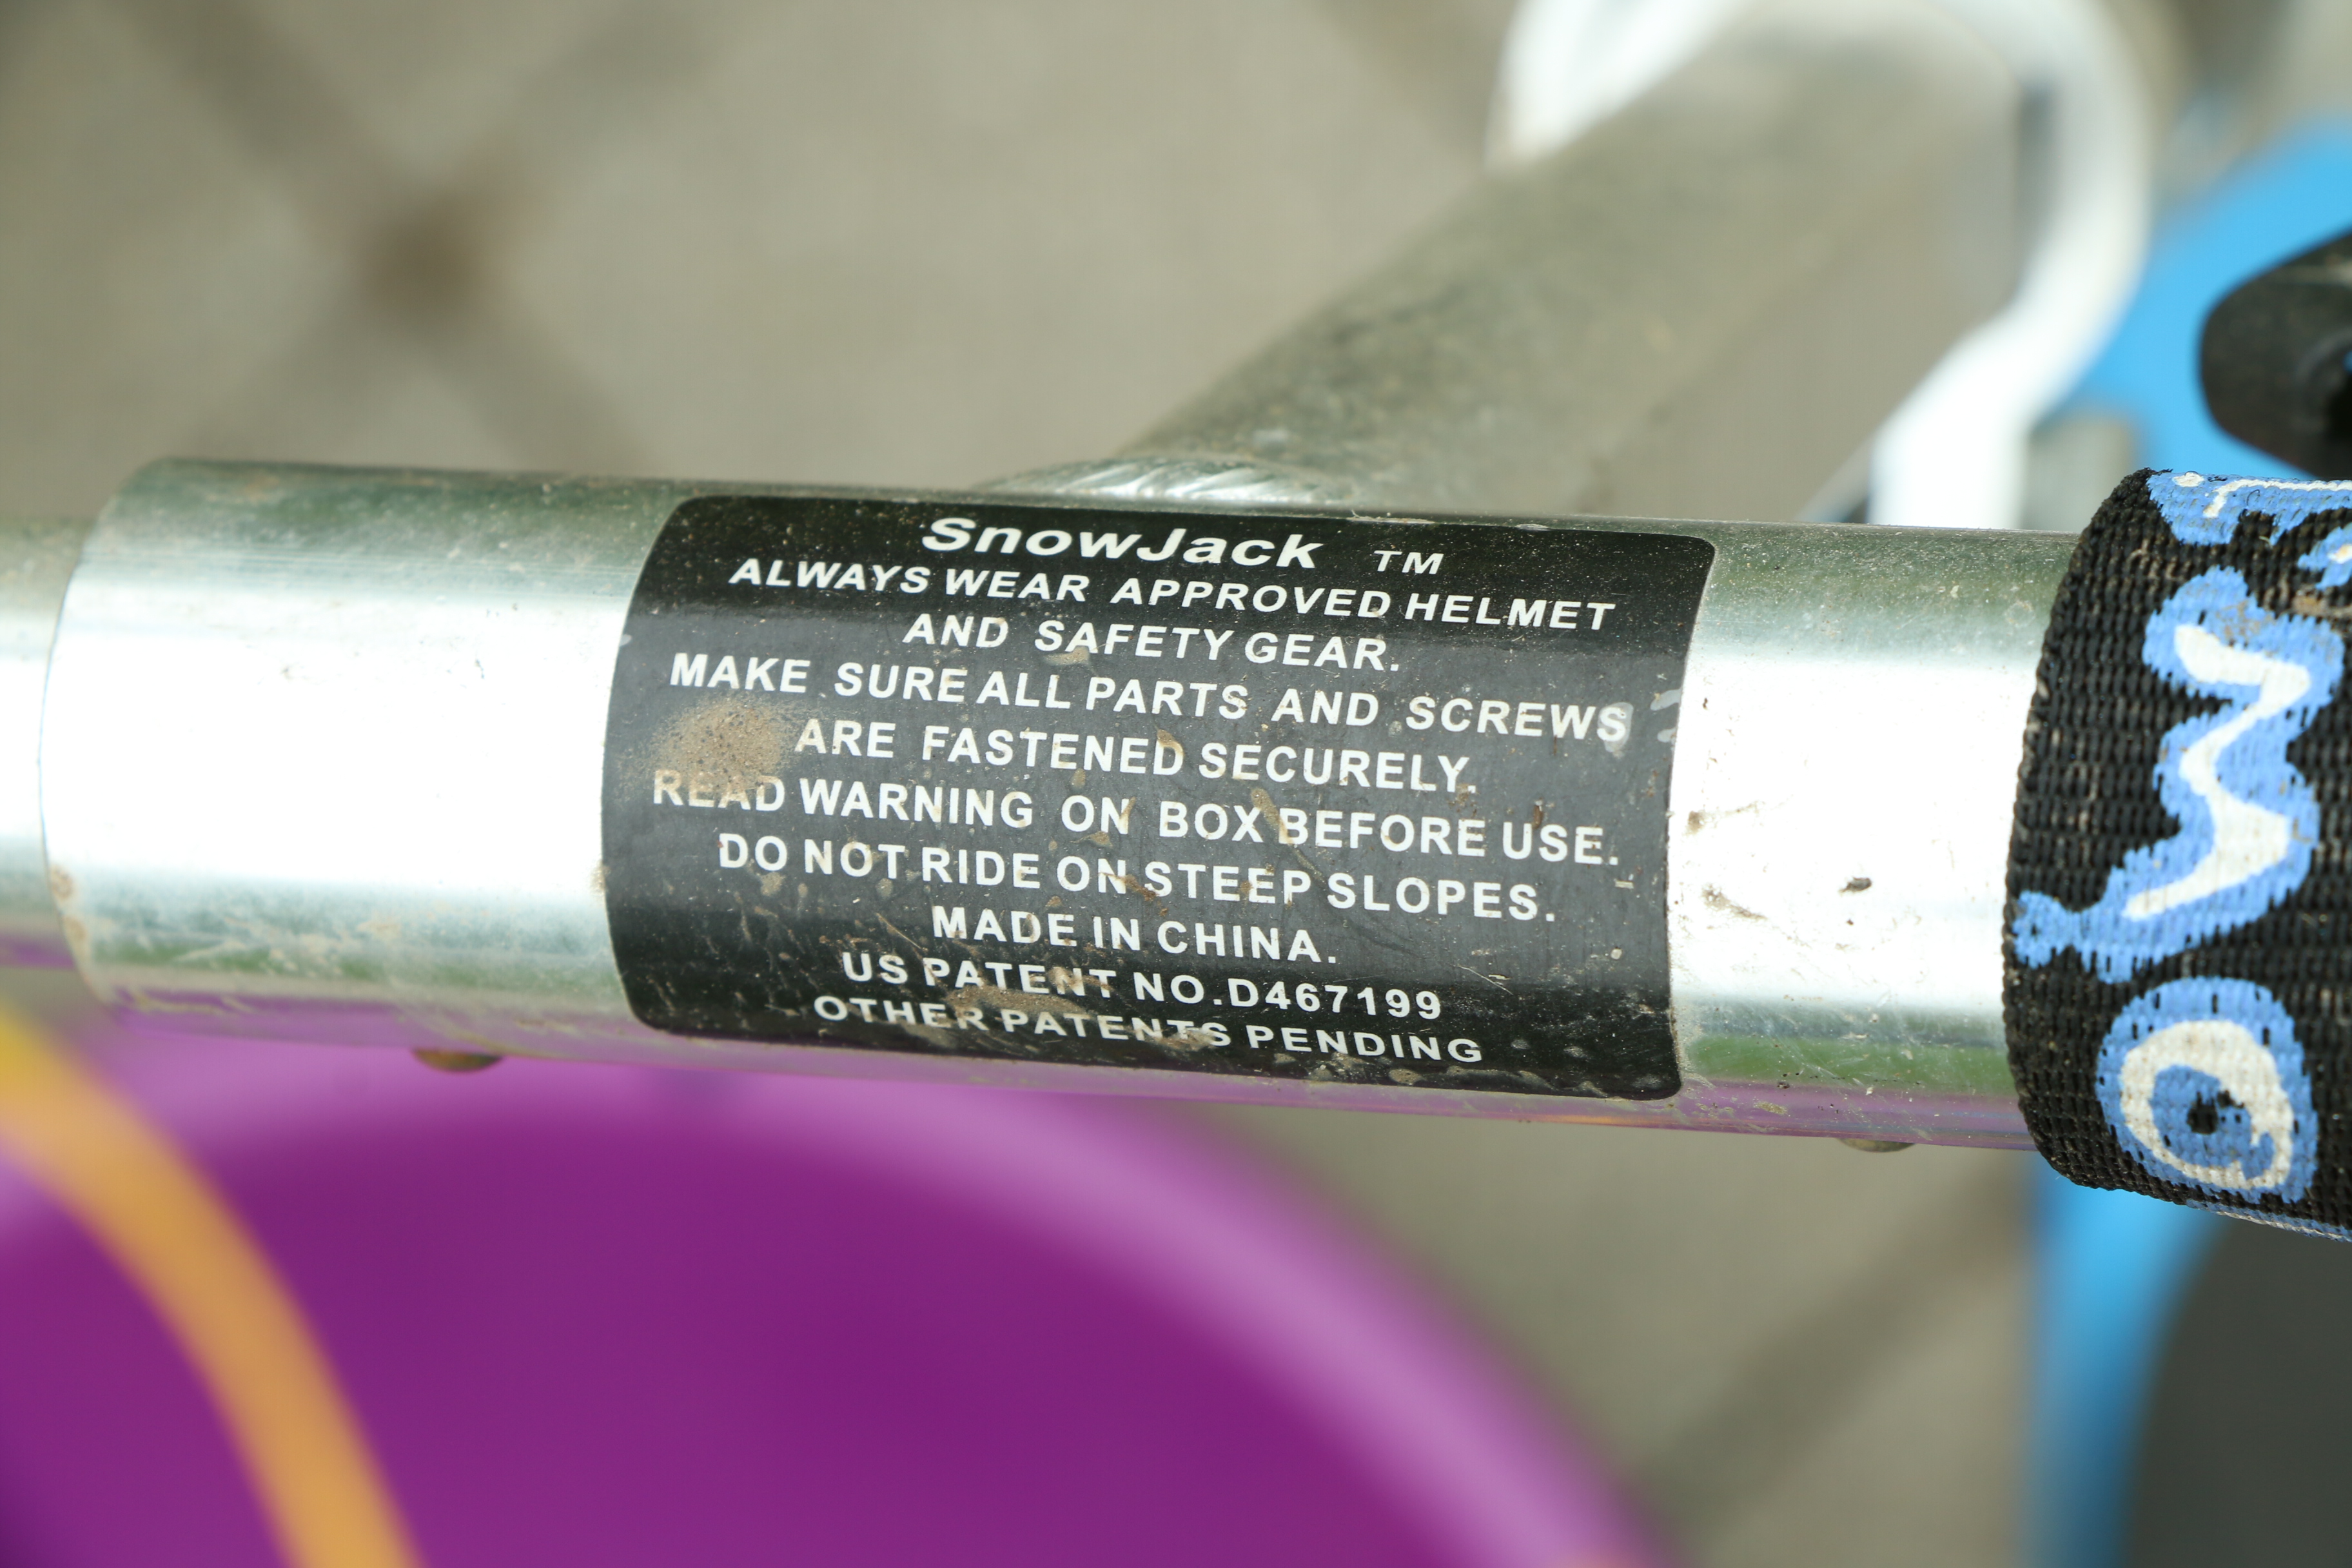 SnowJack TM
ALWAYS WEAR APPROVED HELMET
AND SAFETY GEAR.
MAKE SURE ALL PARTS AND SCREWS
ARE FASTENED SECURELY.
READ WARNING ON BOX BEFORE USE.
DO NOT RIDE ON STEEP SLOPES.
MADE IN CHINA.
US PATENT NO.D467199
OTHER PATENTS PENDING